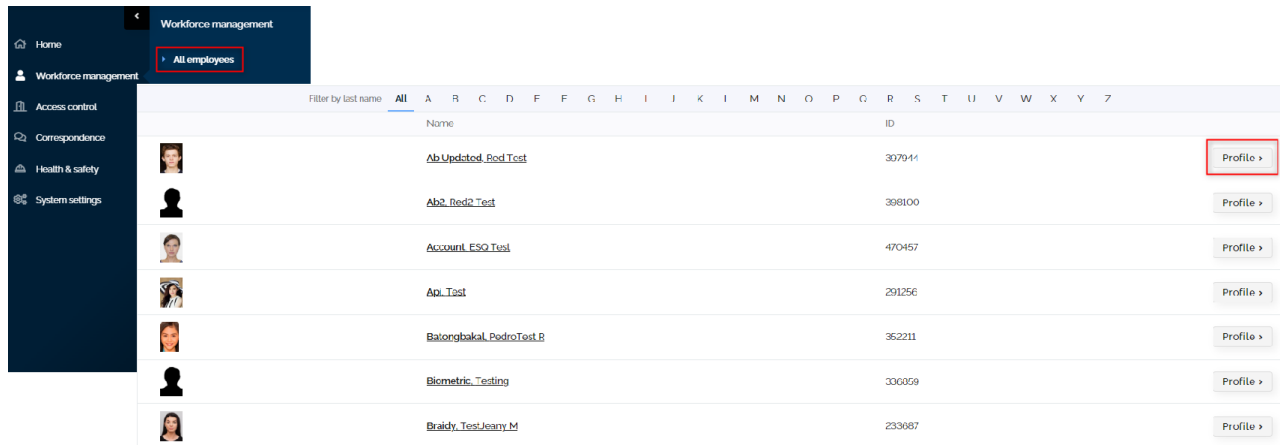 Workforce management
All employees
Home
Workforce management
Access control
Correspondence
Health & safety
System settings
Filter by last name All A B C D E F G H I J K L M N O P Q R S T U V W X Y Z
Name ID
Ab Updated, Red Test 397944 Profile ›
Ab2, Red2 Test 398100 Profile ›
Account, ESQ Test 470457 Profile ›
Api, Test 291256 Profile ›
Batongbakal, PedroTest R 352211 Profile ›
Biometric, Testing 336859 Profile ›
Braidy, TestJeany M 233687 Profile ›